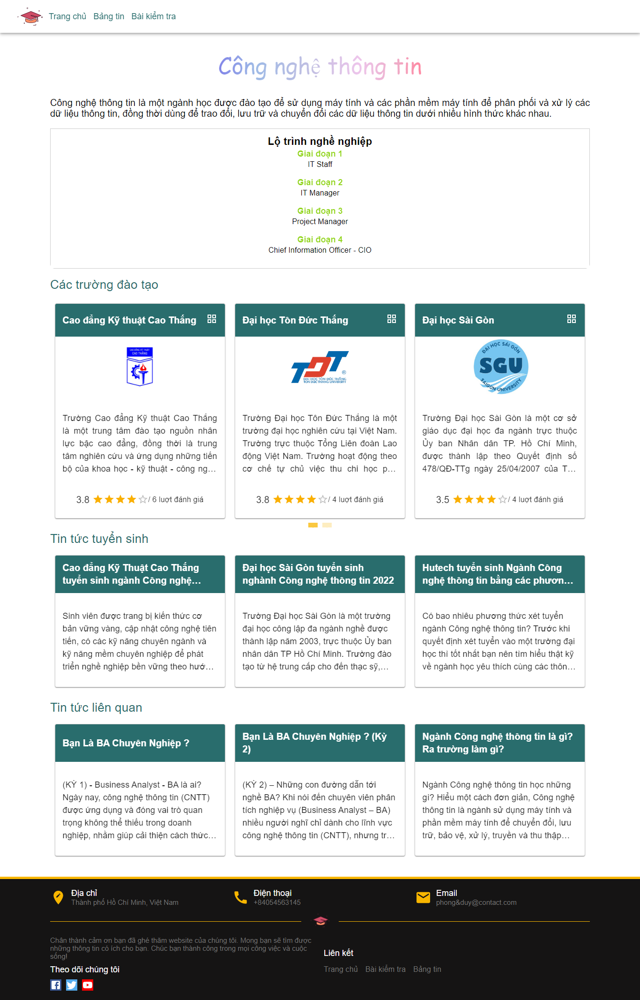 Trang chủ Bảng tin Bài kiểm tra
Công nghệ thông tin
Công nghệ thông tin là một ngành học được đào tạo để sử dụng máy tính và các phần mềm máy tính để phân phối và xử lý các
dữ liệu thông tin, đồng thời dùng để trao đổi, lưu trữ và chuyển đổi các dữ liệu thông tin dưới nhiều hình thức khác nhau.
Lộ trình nghề nghiệp
Giai đoạn 1
IT Staff
Giai đoạn 2
IT Manager
Giai đoạn 3
Project Manager
Giai đoạn 4
Chief Information Officer - CIO
Các trường đào tạo
Cao đẳng Kỹ thuật Cao Thắng
CAO ĐẲNG KỸ THUẬT
CAO THẮNG
Trường Cao đẳng Kỹ thuật Cao Thắng
là một trung tâm đào tạo nguồn nhân
lực bậc cao đẳng, đồng thời là trung
tâm nghiên cứu và ứng dụng những tiến
bộ của khoa học - kỹ thuật - công ng...
3.8 / 6 lượt đánh giá
Đại học Tôn Đức Thắng
TDT ®
ĐẠI HỌC TÔN ĐỨC THẮNG
TON DUC THANG UNIVERSITY
Trường Đại học Tôn Đức Thắng là một
trường đại học nghiên cứu tại Việt Nam.
Trường trực thuộc Tổng Liên đoàn Lao
động Việt Nam. Trường hoạt động theo
cơ chế tự chủ việc thu chi học p...
3.8 / 4 lượt đánh giá
Đại học Sài Gòn
ĐẠI HỌC SÀI GÒN
SGU
SAIGON UNIVERSITY
Trường Đại học Sài Gòn là một cơ sở
giáo dục đại học đa ngành trực thuộc
Ủy ban Nhân dân TP. Hồ Chí Minh,
được thành lập theo Quyết định số
478/QĐ-TTg ngày 25/04/2007 của T...
3.5 / 4 lượt đánh giá
Tin tức tuyển sinh
Cao đẳng Kỹ Thuật Cao Thắng
tuyển sinh ngành Công nghệ...
Sinh viên được trang bị kiến thức cơ
bản vững vàng, cập nhật công nghệ tiên
tiến, có các kỹ năng chuyên ngành và
kỹ năng mềm chuyên nghiệp để phát
triển nghề nghiệp bền vững theo hướ...
Đại học Sài Gòn tuyển sinh
nghành Công nghệ thông tin 2022
Trường Đại học Sài Gòn là một trường
đại học công lập đa ngành nghề được
thành lập năm 2003, trực thuộc Ủy ban
nhân dân TP Hồ Chí Minh. Trường đào
tạo từ hệ trung cấp cho đến thạc sỹ,...
Hutech tuyển sinh Ngành Công
nghệ thông tin bằng các phươn...
Có bao nhiêu phương thức xét tuyển
ngành Công nghệ thông tin? Trước khi
quyết định xét tuyển vào một trường đại
học thì tốt nhất bạn nên tìm hiểu thật kỹ
về ngành học yêu thích cùng các thôn...
Tin tức liên quan
Bạn Là BA Chuyên Nghiệp ?
(KỲ 1) - Business Analyst - BA là ai?
Ngày nay, công nghệ thông tin (CNTT)
được ứng dụng và đóng vai trò quan
trọng không thể thiếu trong doanh
nghiệp, nhằm giúp cải thiện cách thức...
Bạn Là BA Chuyên Nghiệp ? (Kỳ
2)
(KỲ 2) – Những con đường dẫn tới
nghề BA? Khi nói đến chuyên viên phân
tích nghiệp vụ (Business Analyst – BA)
nhiều người nghĩ chỉ dành cho lĩnh vực
công nghệ thông tin (CNTT), nhưng tr...
Ngành Công nghệ thông tin là gì?
Ra trường làm gì?
Ngành Công nghệ thông tin học những
gì? Hiểu một cách đơn giản, Công nghệ
thông tin là ngành sử dụng máy tính và
phần mềm máy tính để chuyển đổi, lưu
trữ, bảo vệ, xử lý, truyền và thu thập...
Địa chỉ
Thành phố Hồ Chí Minh, Việt Nam
Điện thoại
+84054563145
Email
phong&duy@contact.com
Chân thành cảm ơn bạn đã ghé thăm website của chúng tôi. Mong bạn sẽ tìm được
những thông tin có ích cho bạn. Chúc bạn thành công trong mọi công việc và cuộc
sống!
Theo dõi chúng tôi
Liên kết
Trang chủ Bài kiểm tra Bảng tin